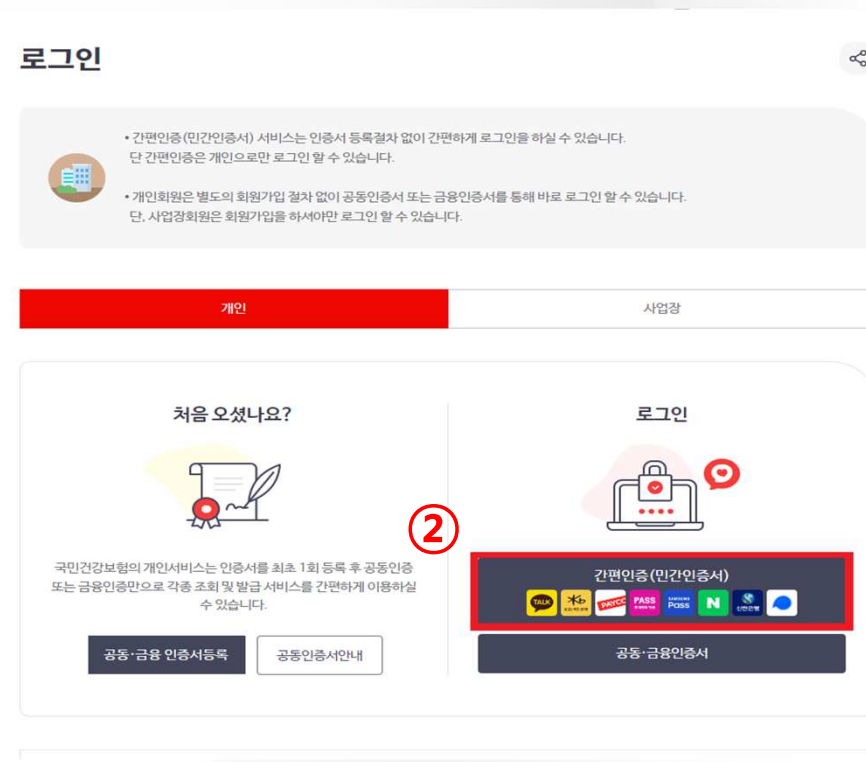 로그인
• 간편인증(민간인증서) 서비스는 인증서 등록절차 없이 간편하게 로그인을 하실 수 있습니다.
단 간편인증은 개인으로만 로그인 할 수 있습니다.
• 개인회원은 별도의 회원가입 절차 없이 공동인증서 또는 금융인증서를 통해 바로 로그인 할 수 있습니다.
단, 사업장회원은 회원가입을 하셔야만 로그인 할 수 있습니다.
개인
사업장
처음 오셨나요?
국민건강보험의 개인서비스는 인증서를 최초 1회 등록 후 공동인증
또는 금융인증만으로 각종 조회 및 발급 서비스를 간편하게 이용하실
수 있습니다.
공동·금융 인증서등록
공동인증서안내
로그인
②
간편인증(민간인증서)
TALK
PAYCO
PASS
SAMSUNG
Pass
N
신한은행
공동·금융인증서